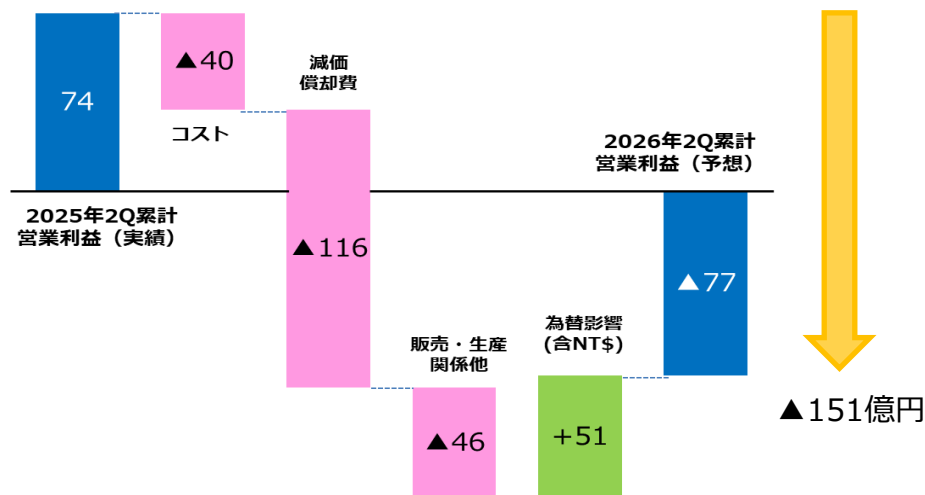 74
▲40
コスト
減価
償却費
▲116
2025年2Q累計
営業利益（実績）
販売・生産
関係他
▲46
為替影響
(含NT$)
+51
2026年2Q累計
営業利益（予想）
▲77
▲151億円